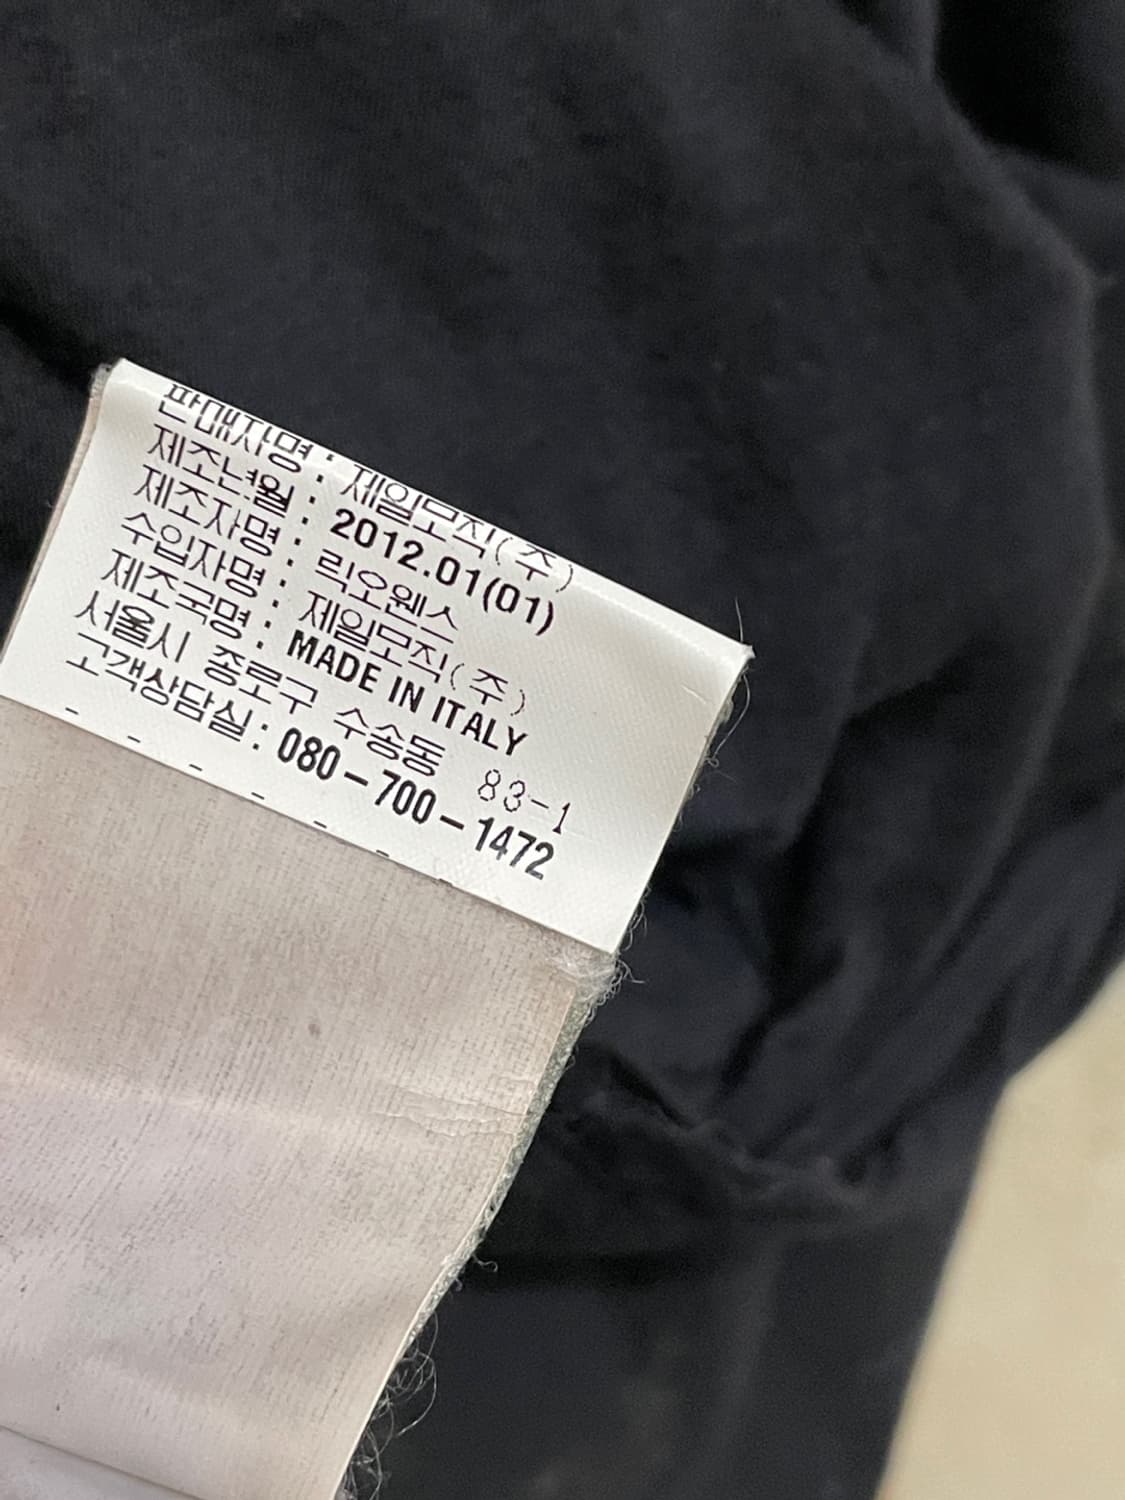 판매자명 : 제일모직(주)
제조년월 : 2012.01(01)
제조자명 : 릭오웬스
수입자명 : 제일모직(주)
제조국명 : MADE IN ITALY
서울시 종로구 수송동 83-1
고객상담실 : 080-700-1472